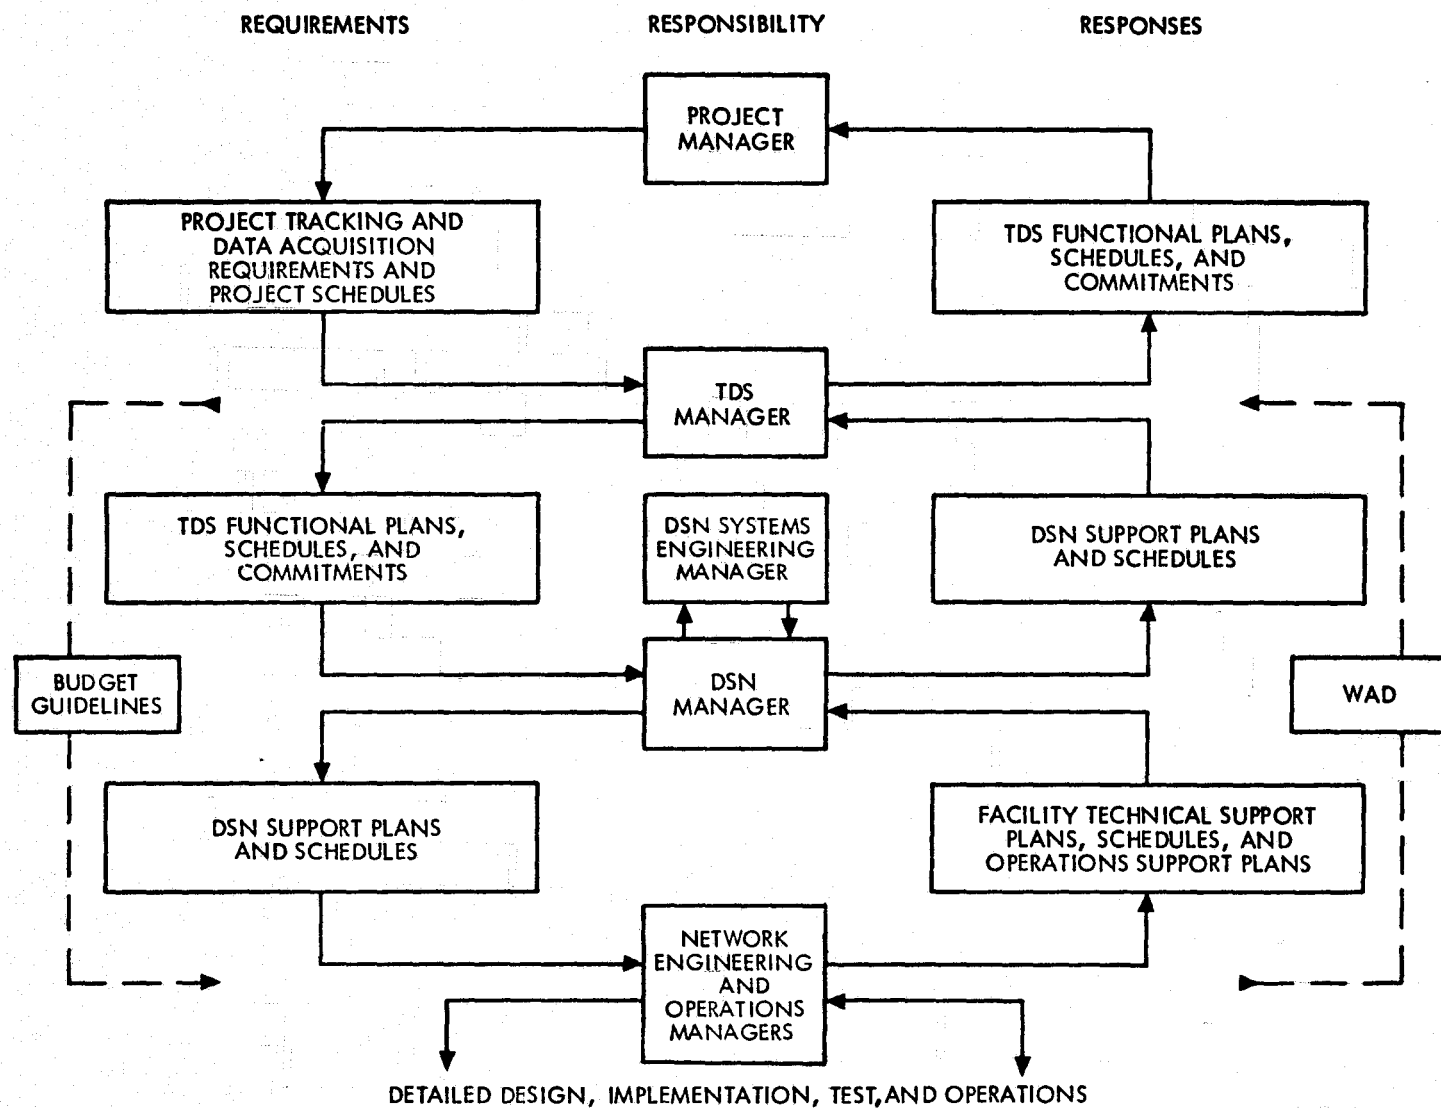 REQUIREMENTS
RESPONSIBILITY
RESPONSES
PROJECT
MANAGER
PROJECT TRACKING AND
DATA ACQUISITION
REQUIREMENTS AND
PROJECT SCHEDULES
TDS FUNCTIONAL PLANS,
SCHEDULES, AND
COMMITMENTS
TDS
MANAGER
TDS FUNCTIONAL PLANS,
SCHEDULES, AND
COMMITMENTS
DSN SYSTEMS
ENGINEERING
MANAGER
DSN SUPPORT PLANS
AND SCHEDULES
BUDGET
GUIDELINES
DSN
MANAGER
WAD
DSN SUPPORT PLANS
AND SCHEDULES
FACILITY TECHNICAL SUPPORT
PLANS, SCHEDULES, AND
OPERATIONS SUPPORT PLANS
NETWORK
ENGINEERING
AND
OPERATIONS
MANAGERS
DETAILED DESIGN, IMPLEMENTATION, TEST,AND OPERATIONS